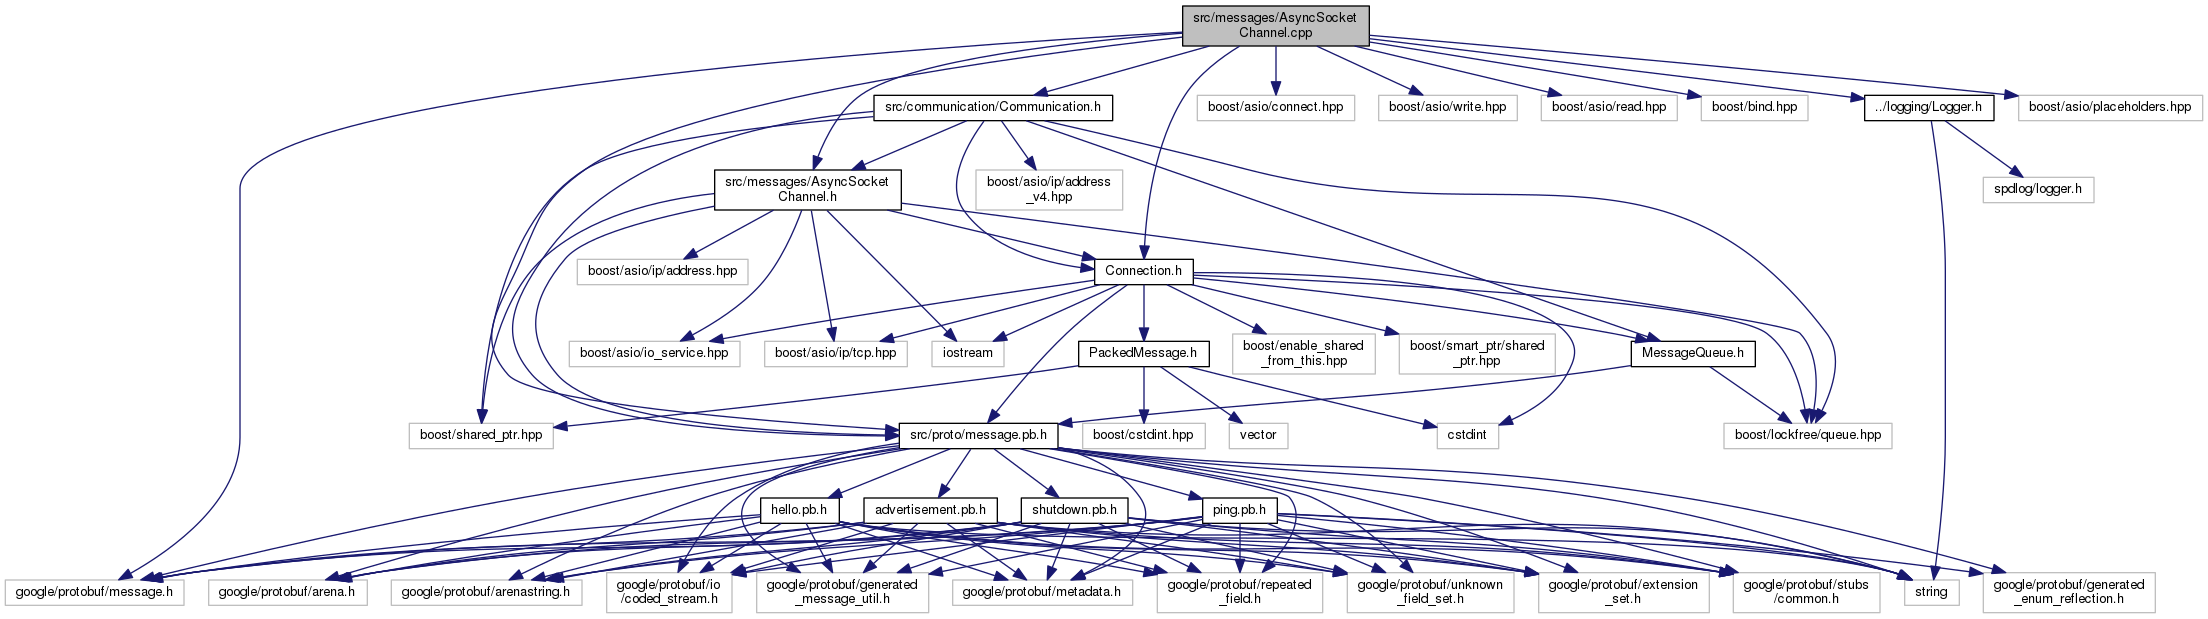 src/messages/AsyncSocket
Channel.cpp
src/communication/Communication.h
boost/asio/connect.hpp
boost/asio/write.hpp
boost/asio/read.hpp
boost/bind.hpp
../logging/Logger.h
boost/asio/placeholders.hpp
src/messages/AsyncSocket
Channel.h
boost/asio/ip/address
_v4.hpp
spdlog/logger.h
boost/asio/ip/address.hpp
Connection.h
boost/asio/io_service.hpp
boost/asio/ip/tcp.hpp
iostream
PackedMessage.h
boost/enable_shared
_from_this.hpp
boost/smart_ptr/shared
_ptr.hpp
MessageQueue.h
boost/shared_ptr.hpp
src/proto/message.pb.h
boost/cstdint.hpp
vector
cstdint
boost/lockfree/queue.hpp
hello.pb.h
advertisement.pb.h
shutdown.pb.h
ping.pb.h
google/protobuf/message.h
google/protobuf/arena.h
google/protobuf/arenastring.h
google/protobuf/io
/coded_stream.h
google/protobuf/generated
_message_util.h
google/protobuf/metadata.h
google/protobuf/repeated
_field.h
google/protobuf/unknown
_field_set.h
google/protobuf/extension
_set.h
google/protobuf/stubs
/common.h
string
google/protobuf/generated
_enum_reflection.h